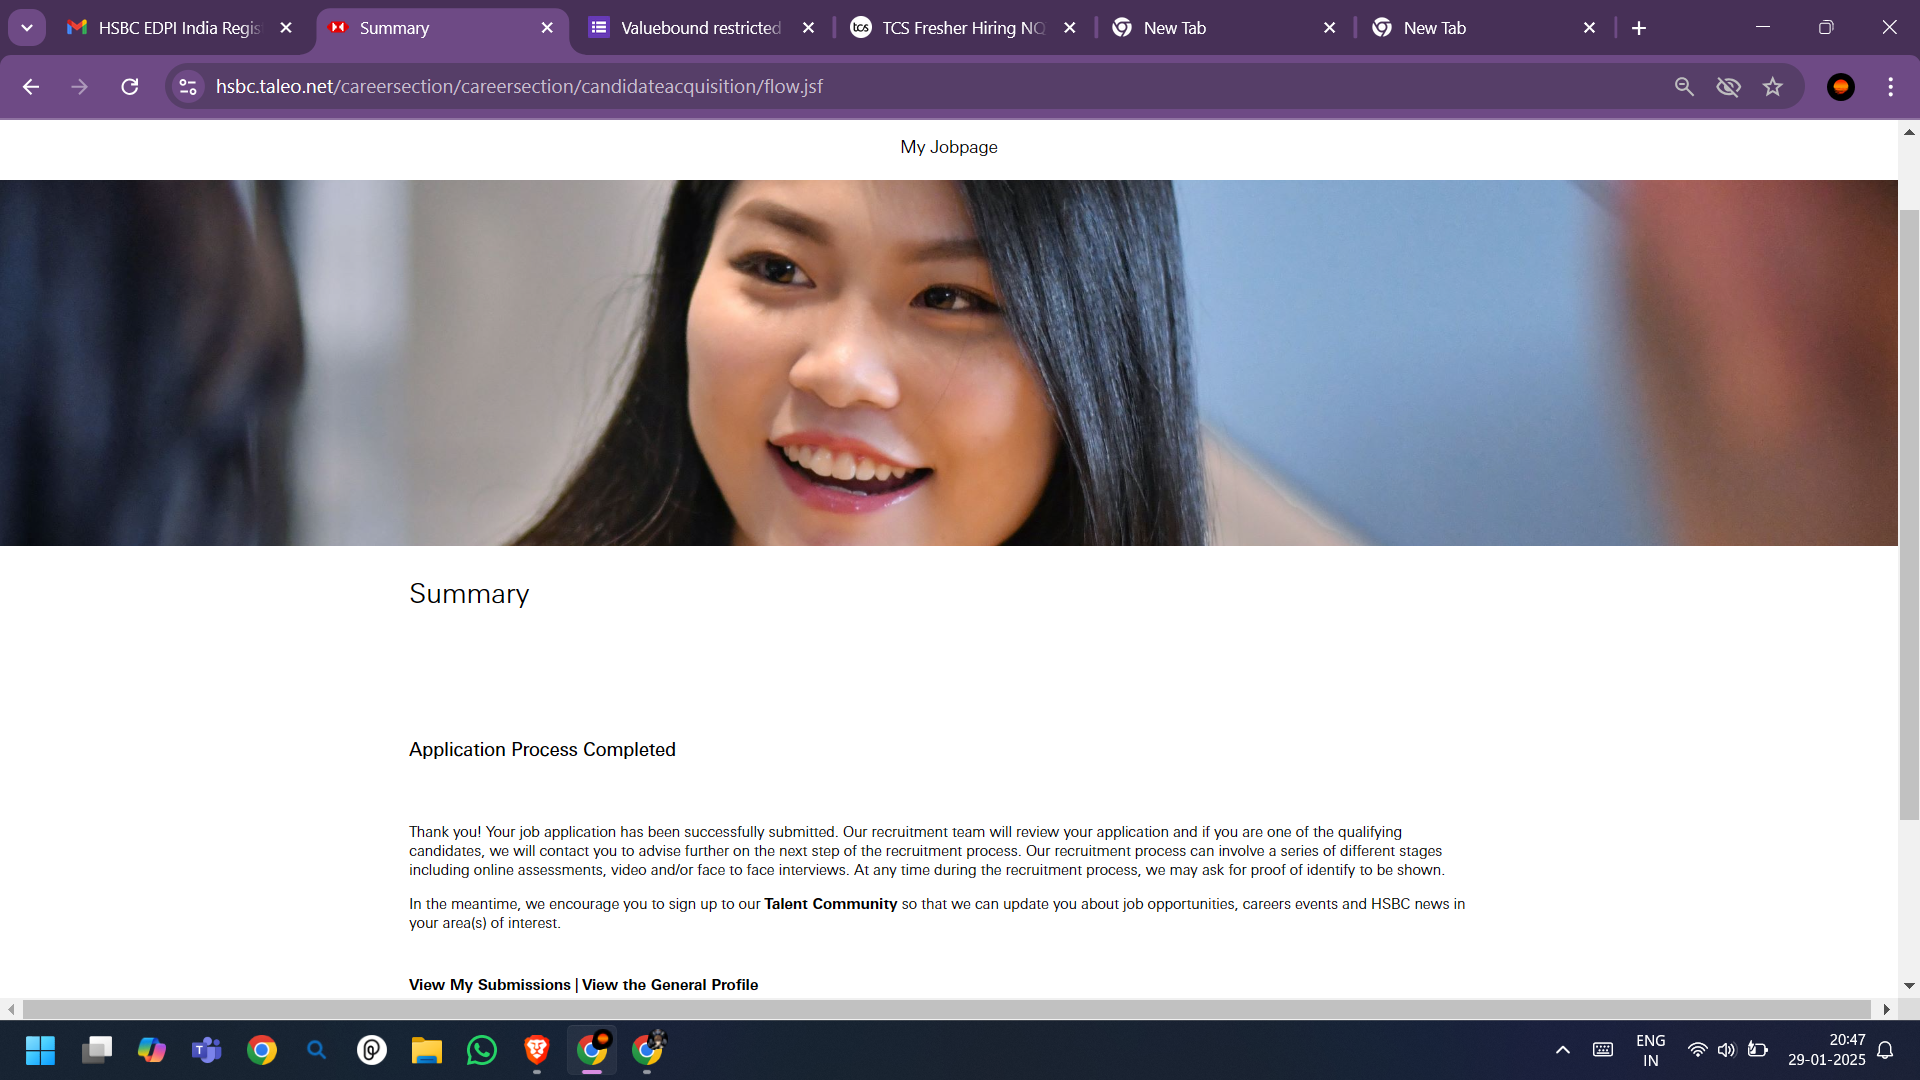 HSBC EDPI India Regis
Summary
Valuebound restricted
tcs
TCS Fresher Hiring NQ
New Tab
New Tab
hsbc.taleo.net/careersection/careersection/candidateacquisition/flow.jsf
My Jobpage
Summary
Application Process Completed
Thank you! Your job application has been successfully submitted. Our recruitment team will review your application and if you are one of the qualifying
candidates, we will contact you to advise further on the next step of the recruitment process. Our recruitment process can involve a series of different stages
including online assessments, video and/or face to face interviews. At any time during the recruitment process, we may ask for proof of identify to be shown.
In the meantime, we encourage you to sign up to our Talent Community so that we can update you about job opportunities, careers events and HSBC news in
your area(s) of interest.
View My Submissions | View the General Profile
ENG
IN
20:47
29-01-2025